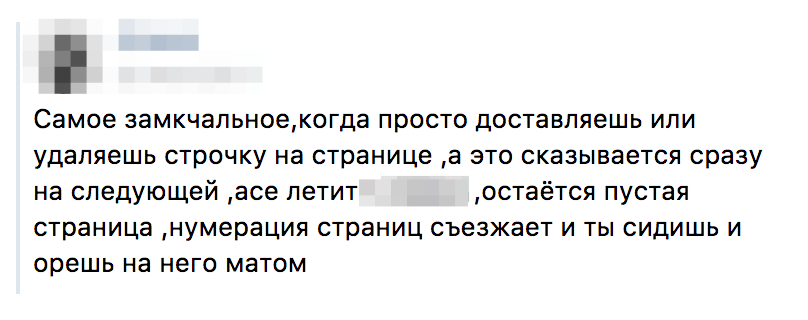 Самое замкчальное,когда просто доставляешь или
удаляешь строчку на странице ,а это сказывается сразу
на следующей ,асе летит ,остаётся пустая
страница ,нумерация страниц съезжает и ты сидишь и
орешь на него матом